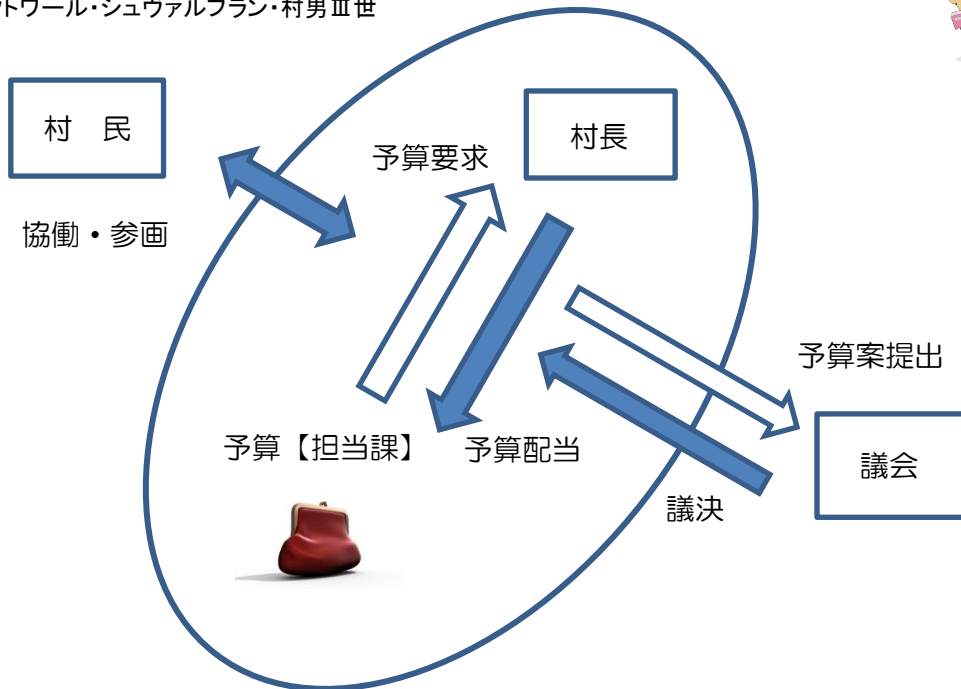 トワール・シュヴァルブラン・村男Ⅲ世
村　民
村長
予算要求
協働・参画
予算案提出
予算【担当課】
予算配当
議会
議決